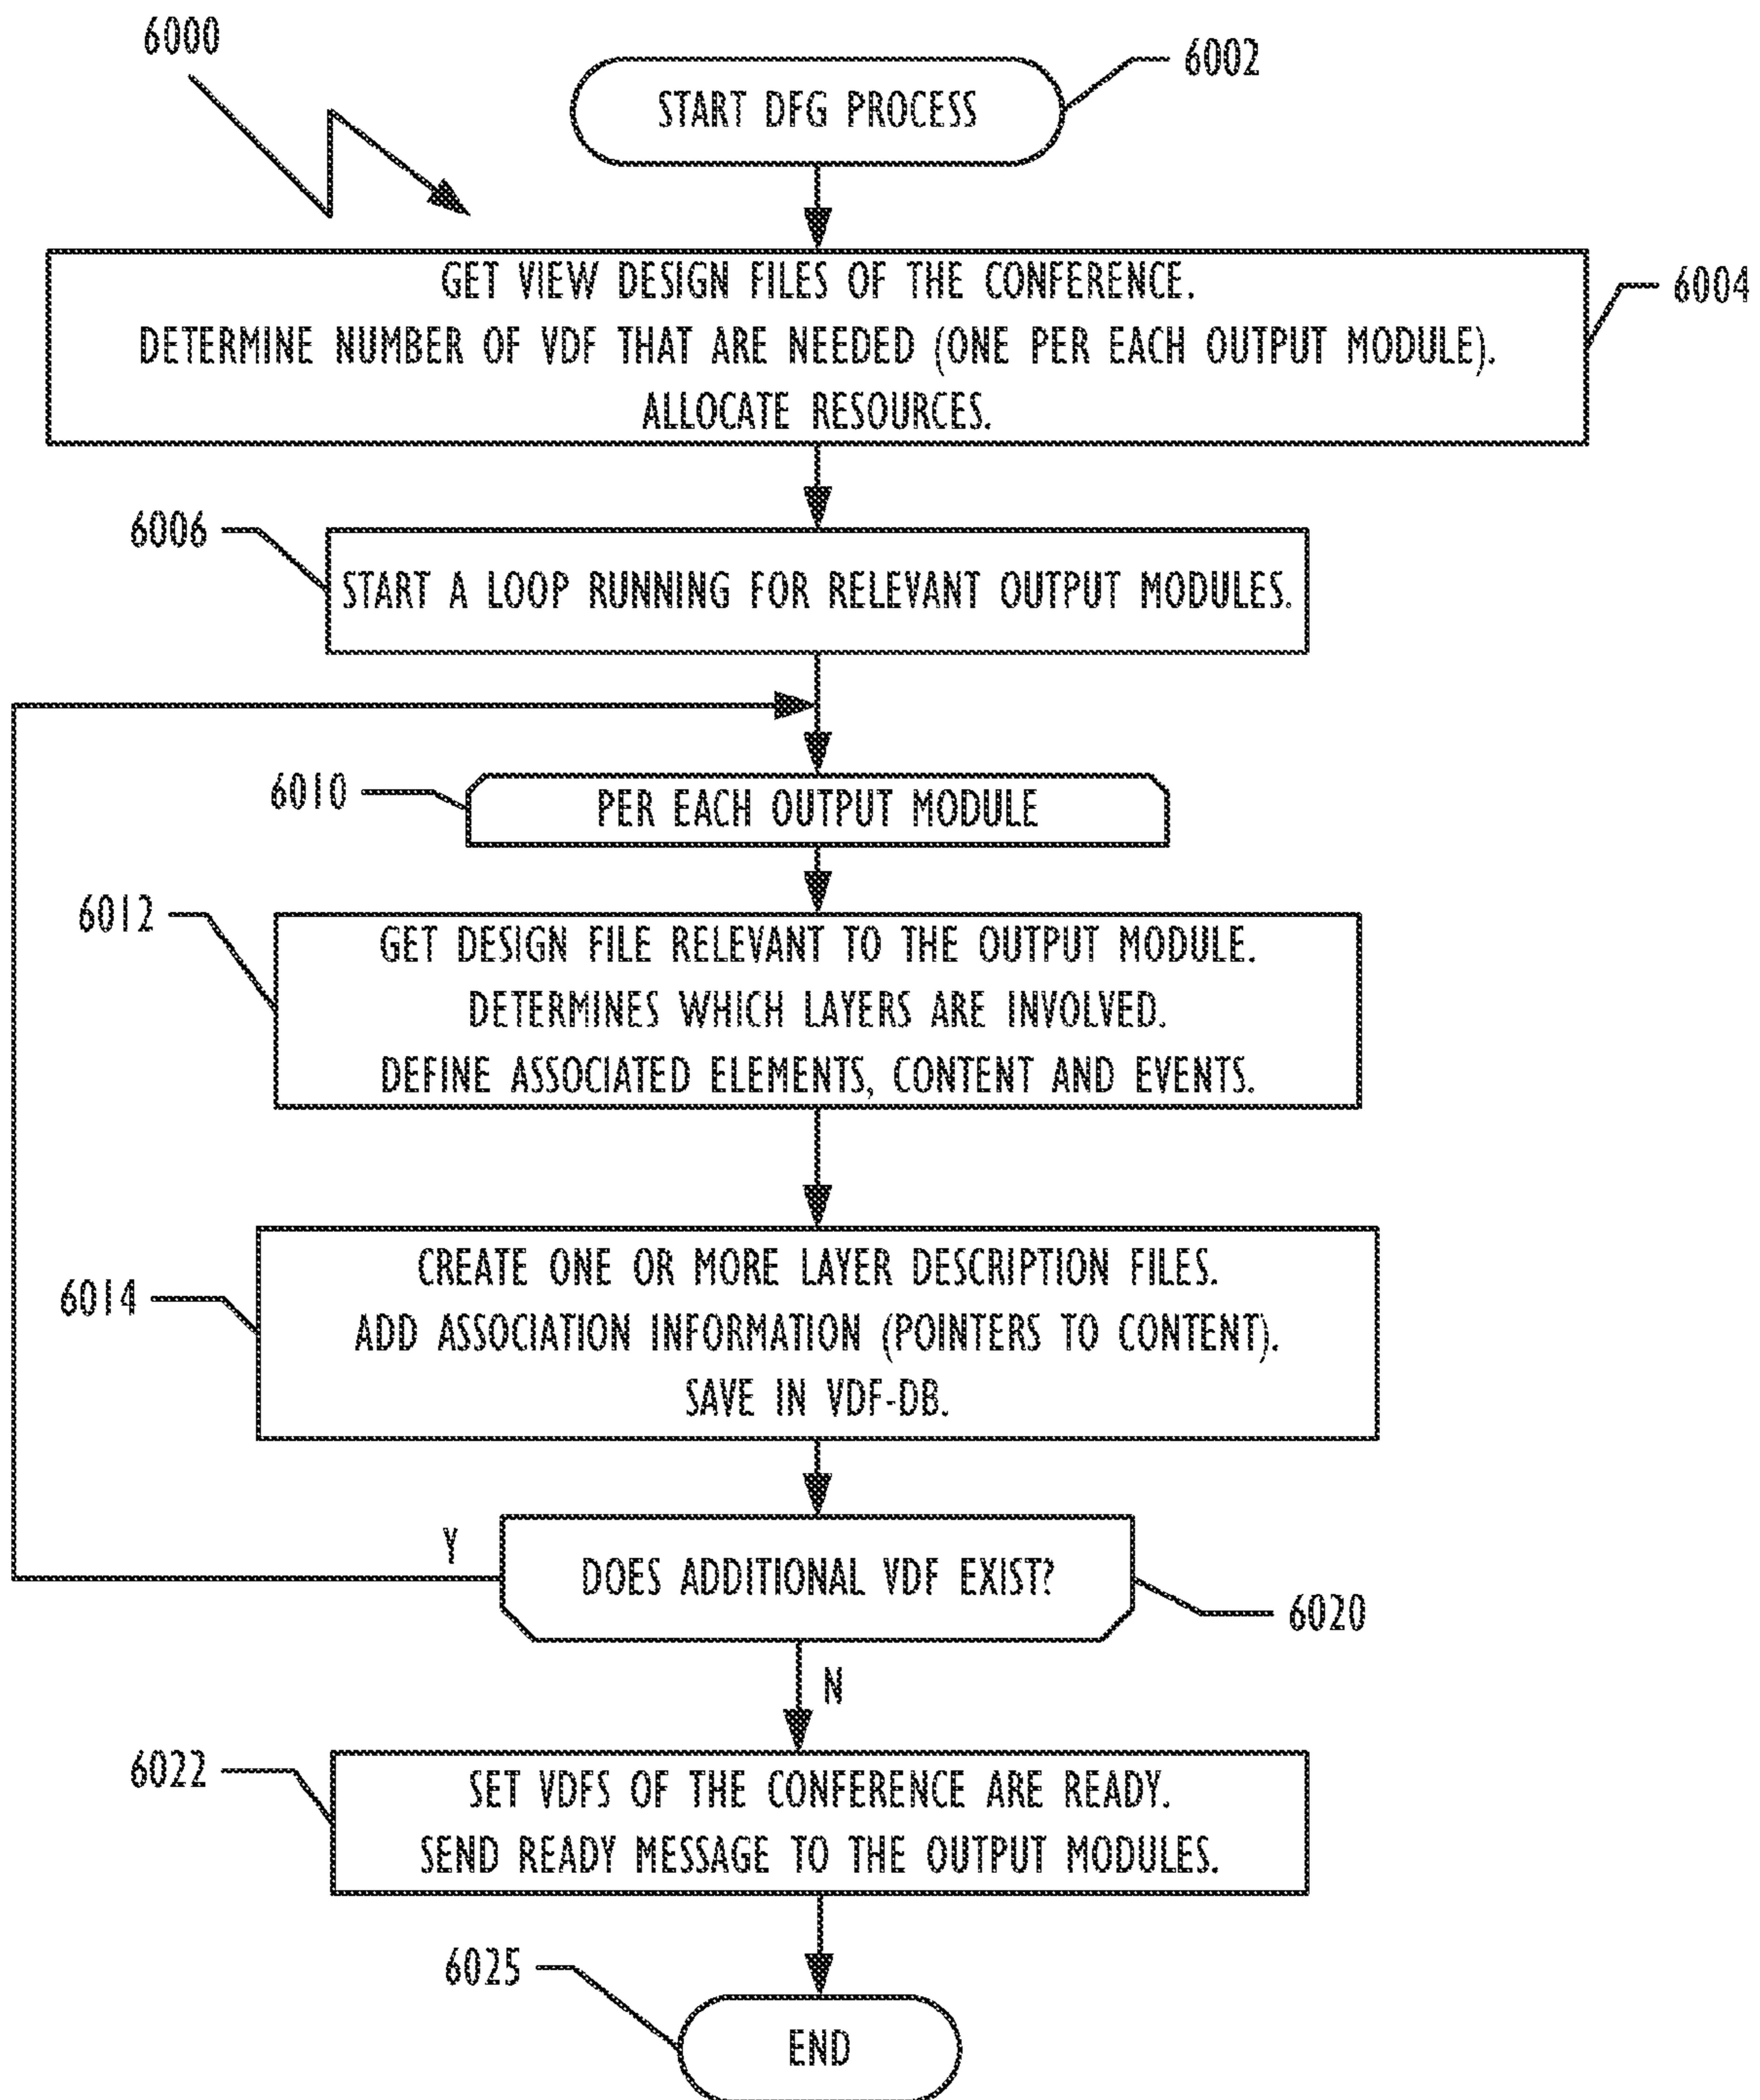 6000
6002
START DFG PROCESS
GET VIEW DESIGN FILES OF THE CONFERENCE.
DETERMINE NUMBER OF VDF THAT ARE NEEDED (ONE PER EACH OUTPUT MODULE).
ALLOCATE RESOURCES.
6004
6006
START A LOOP RUNNING FOR RELEVANT OUTPUT MODULES.
6010
PER EACH OUTPUT MODULE
6012
GET DESIGN FILE RELEVANT TO THE OUTPUT MODULE.
DETERMINES WHICH LAYERS ARE INVOLVED.
DEFINE ASSOCIATED ELEMENTS, CONTENT AND EVENTS.
6014
CREATE ONE OR MORE LAYER DESCRIPTION FILES.
ADD ASSOCIATION INFORMATION (POINTERS TO CONTENT).
SAVE IN VDF-DB.
Y
DOES ADDITIONAL VDF EXIST?
6020
N
6022
SET VDFS OF THE CONFERENCE ARE READY.
SEND READY MESSAGE TO THE OUTPUT MODULES.
6025
END